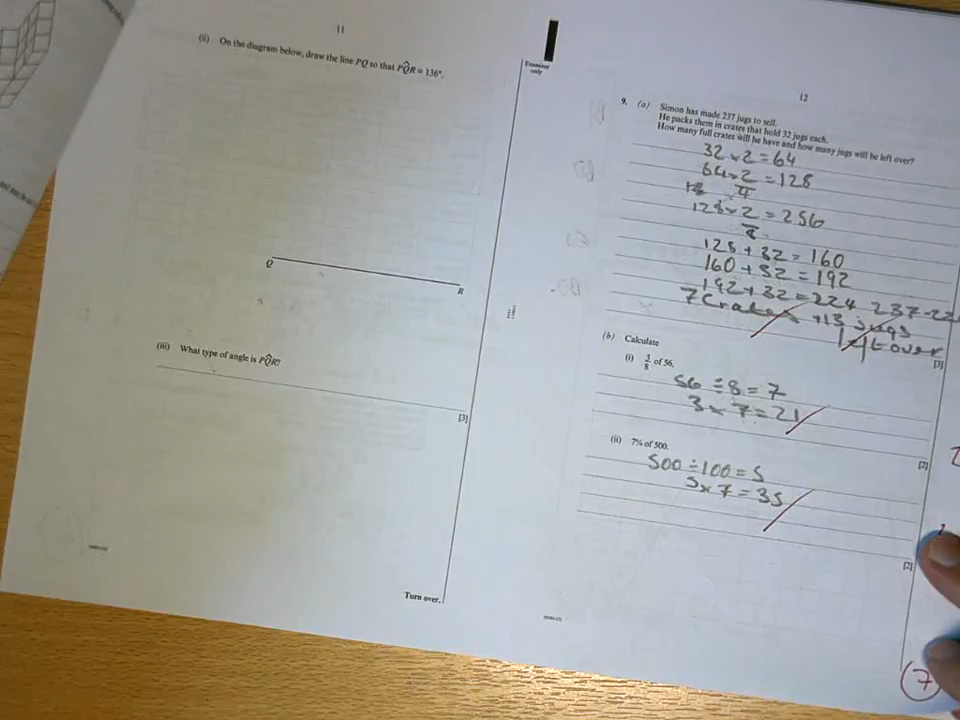 11
(ii) On the diagram below, draw the line PQ so that PQ̂R = 136°.
Q
R
(iii) What type of angle is PQ̂R?
[3]
Turn over.
Examiner
only
12
9. (a) Simon has made 237 jugs to sell.
He packs them in crates that hold 32 jugs each.
How many full crates will he have and how many jugs will be left over?
32 × 2 = 64
64 × 2 = 128
4
128 × 2 = 256
8
128 + 32 = 160
160 + 32 = 192
192 + 32 = 224
7 Crates +13 jugs
left over
[3]
(b) Calculate
(i) 3/8 of 56,
56 ÷ 8 = 7
3 × 7 = 21
[2]
(ii) 7% of 500.
500 ÷ 100 = 5
5 × 7 = 35
[2]
7